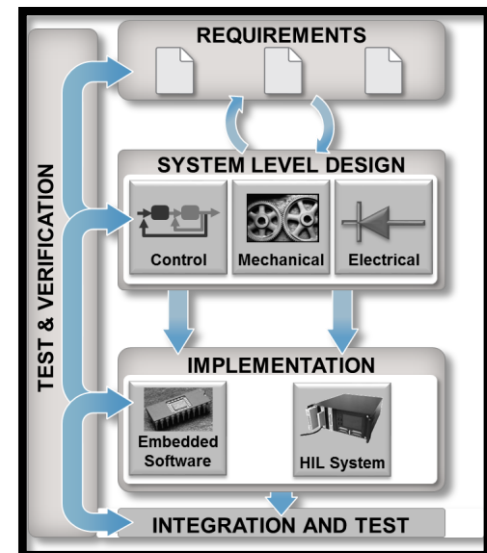 REQUIREMENTS
SYSTEM LEVEL DESIGN
Control
Mechanical
Electrical
TEST & VERIFICATION
IMPLEMENTATION
Embedded
Software
HIL System
INTEGRATION AND TEST